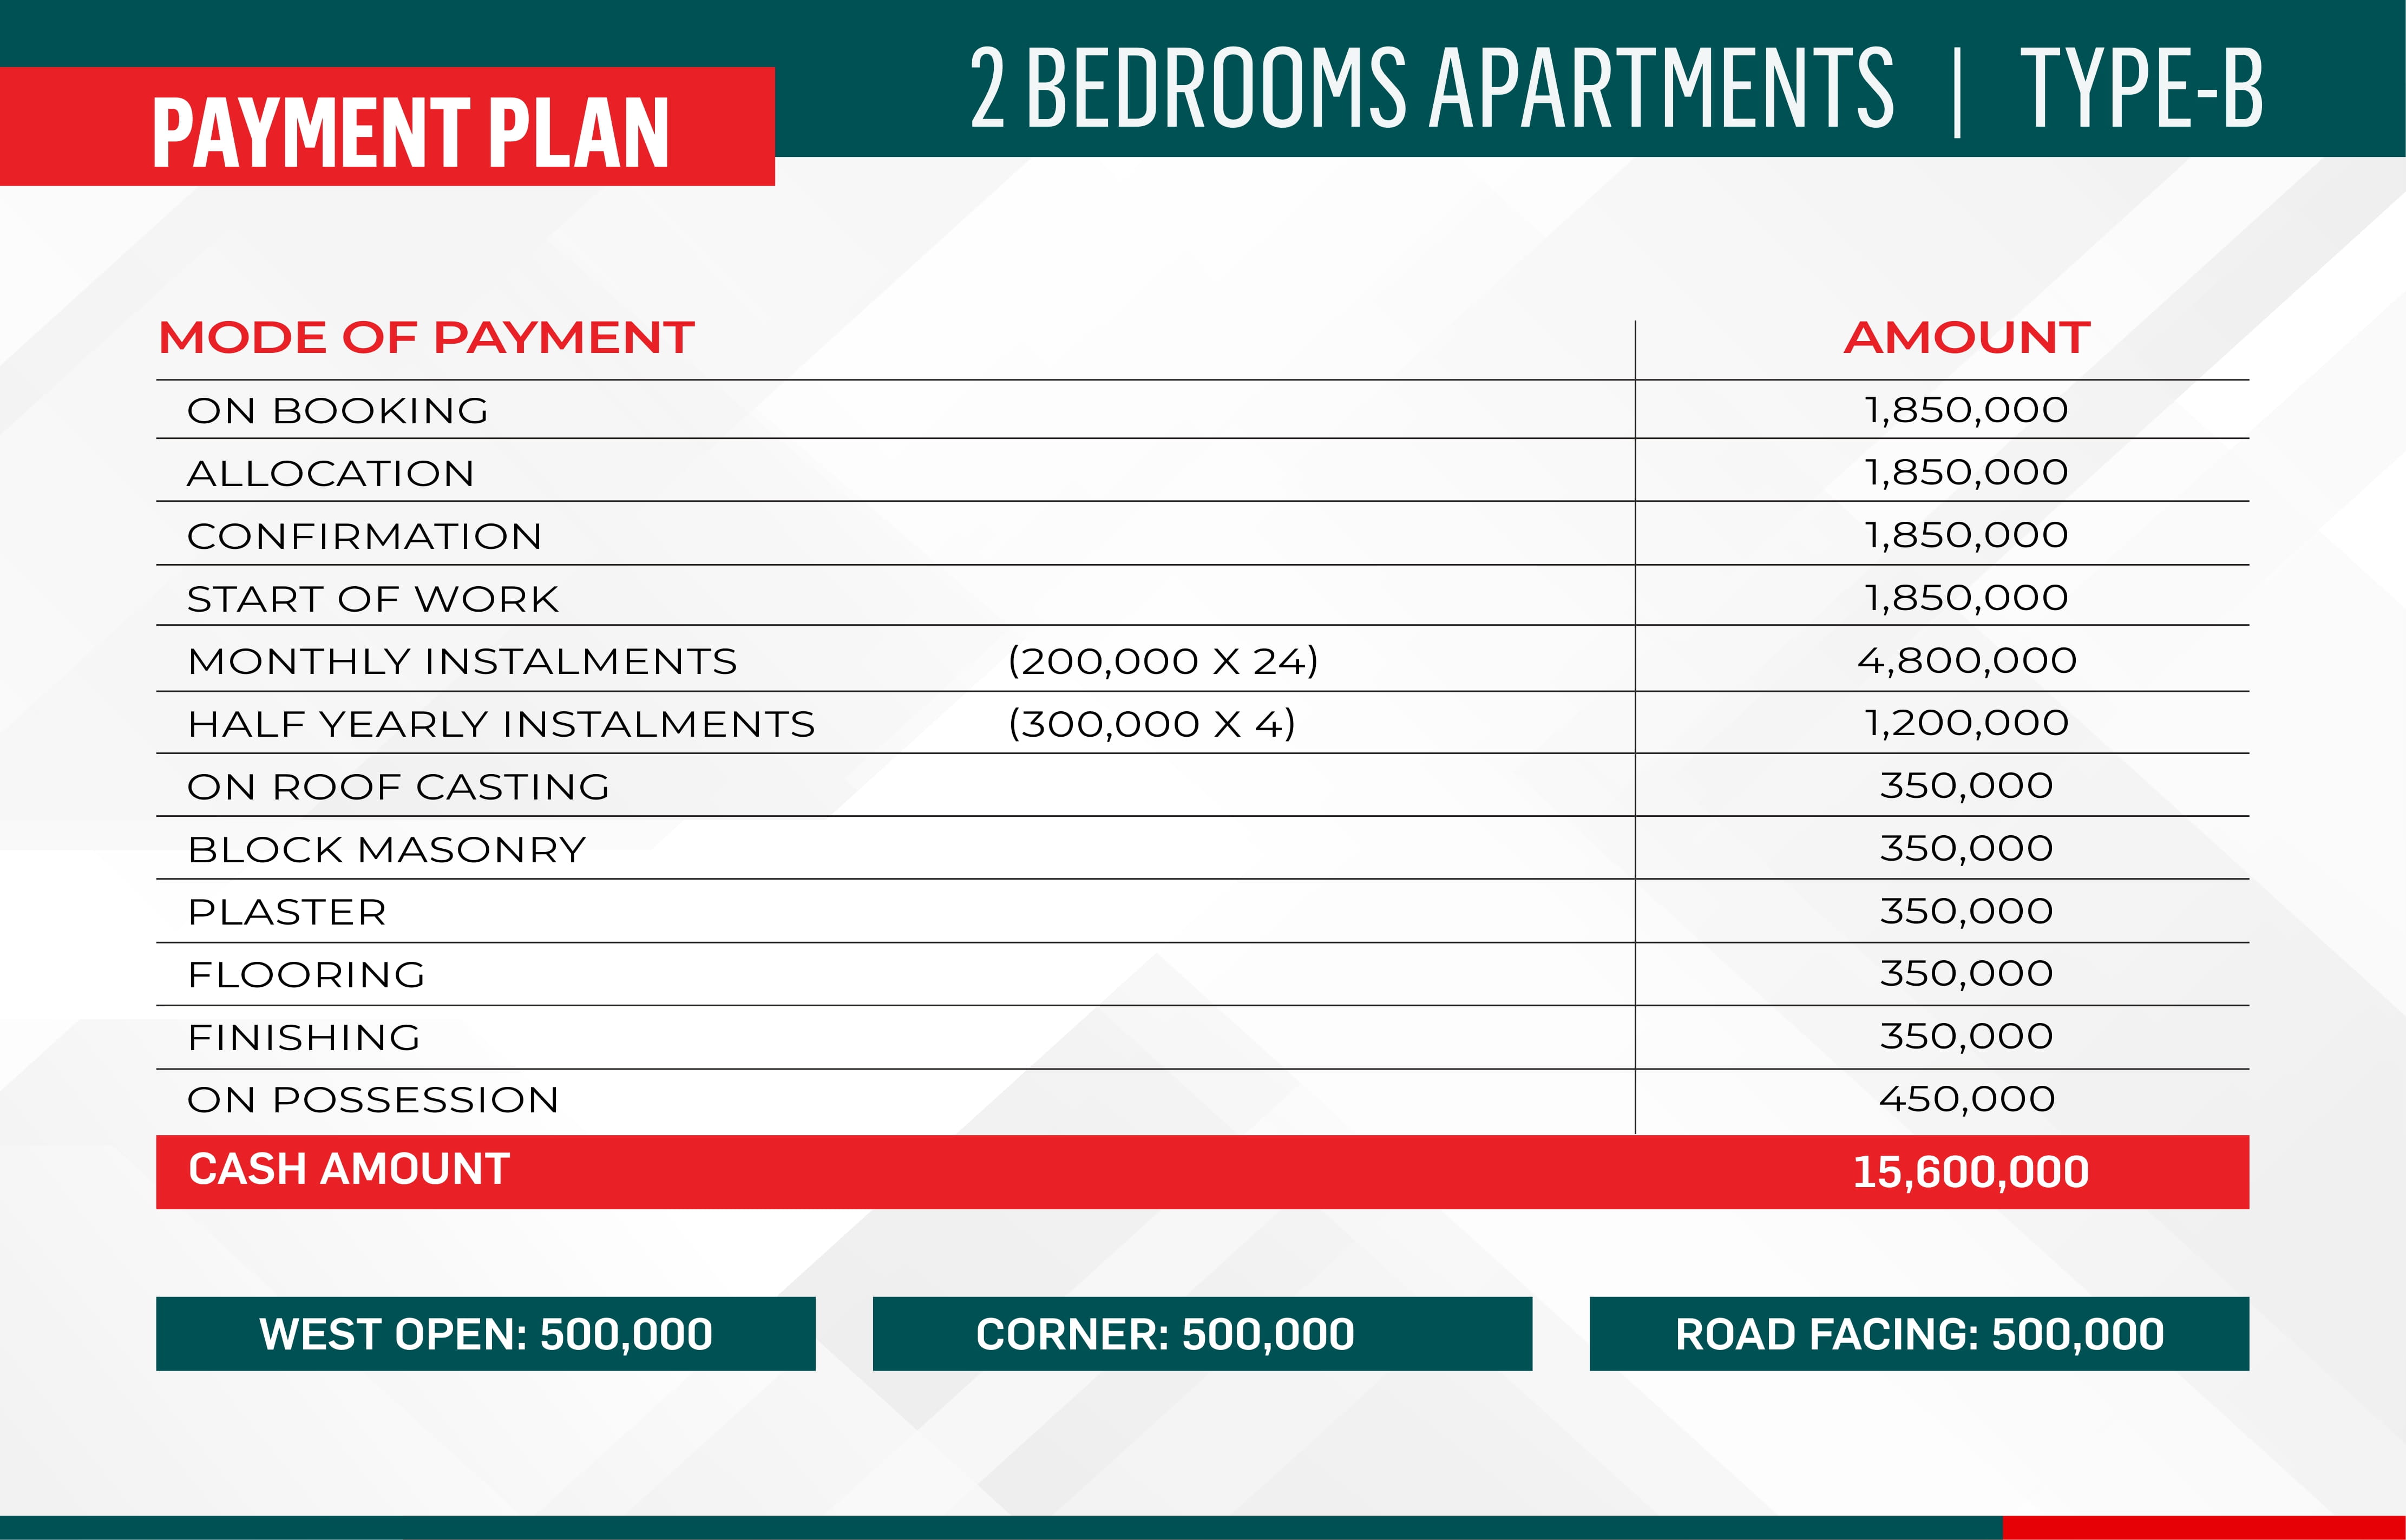 PAYMENT PLAN
2 BEDROOMS APARTMENTS | TYPE-B
MODE OF PAYMENT AMOUNT
ON BOOKING 1,850,000
ALLOCATION 1,850,000
CONFIRMATION 1,850,000
START OF WORK 1,850,000
MONTHLY INSTALMENTS (200,000 X 24) 4,800,000
HALF YEARLY INSTALMENTS (300,000 X 4) 1,200,000
ON ROOF CASTING 350,000
BLOCK MASONRY 350,000
PLASTER 350,000
FLOORING 350,000
FINISHING 350,000
ON POSSESSION 450,000
CASH AMOUNT 15,600,000
WEST OPEN: 500,000 CORNER: 500,000 ROAD FACING: 500,000